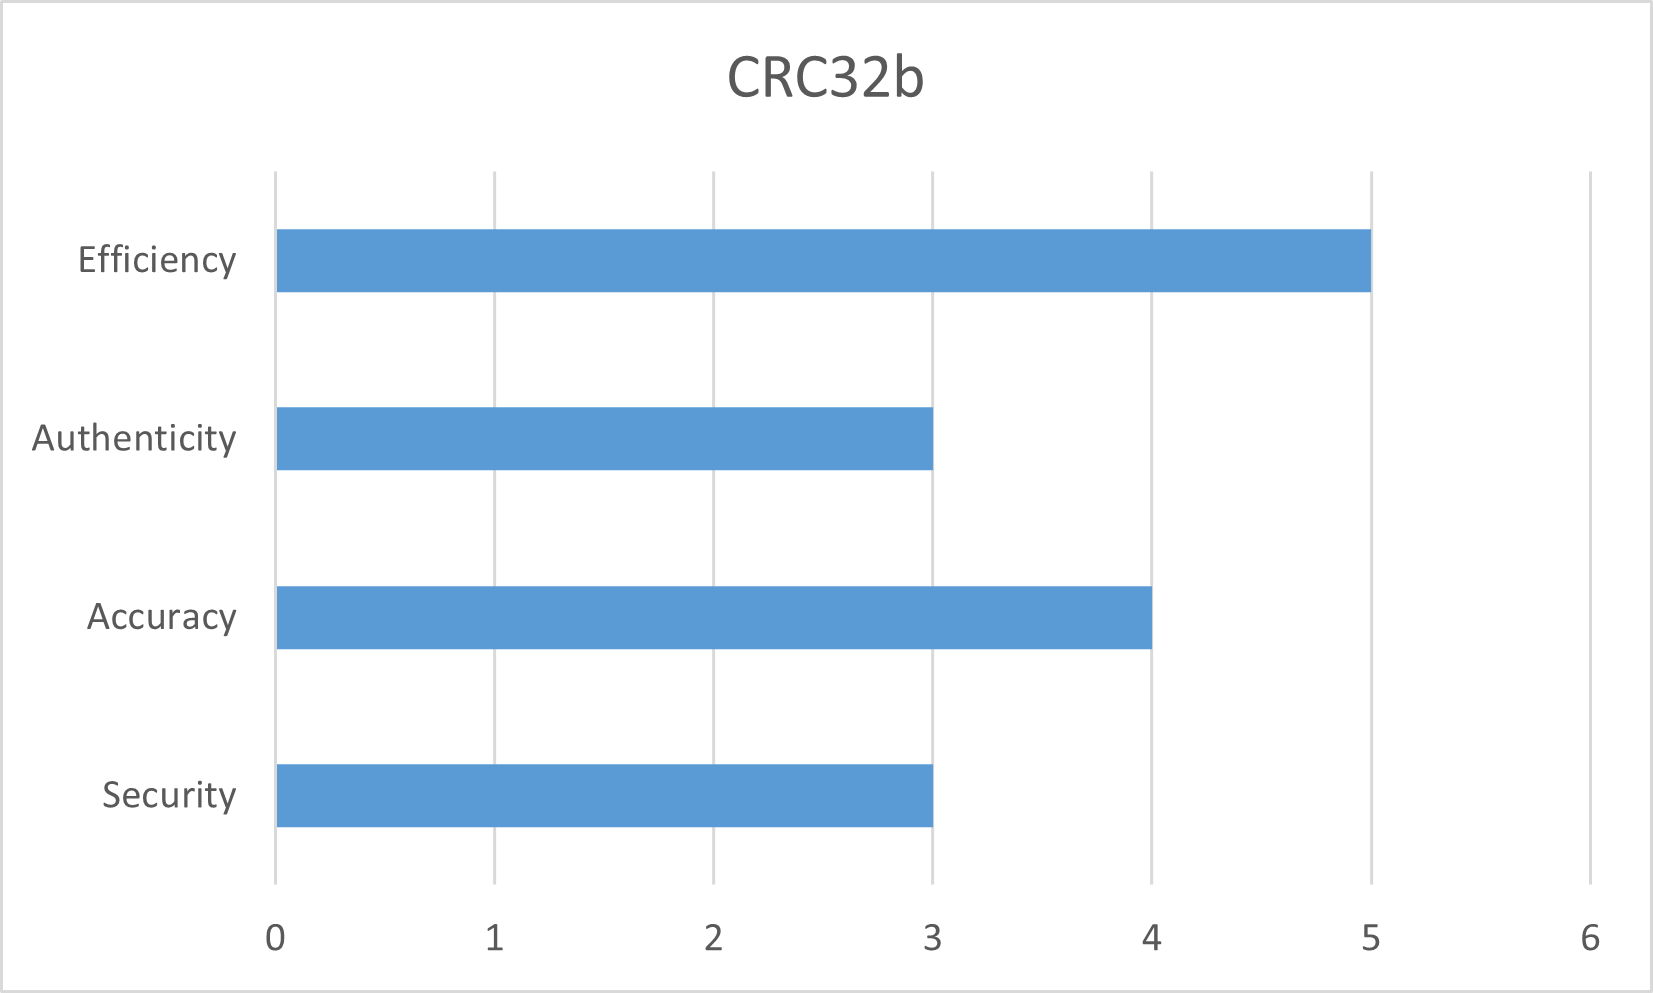 CRC32b
Efficiency
Authenticity
Accuracy
Security
0 1 2 3 4 5 6